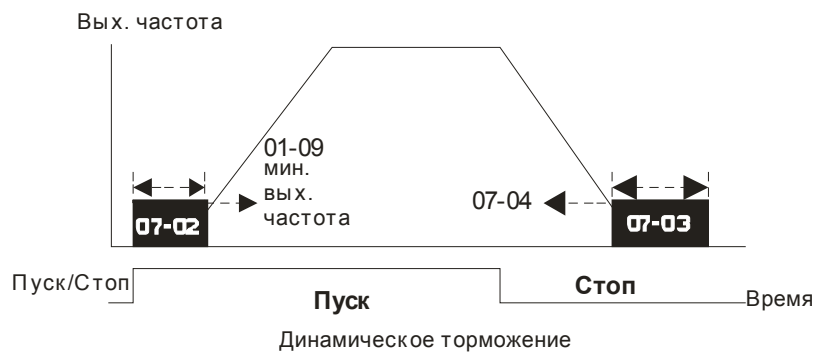 Вых. частота
01-09
мин.
вых.
частота
07-02
07-04
07-03
Пуск/Стоп
Пуск
Стоп
Время
Динамическое торможение